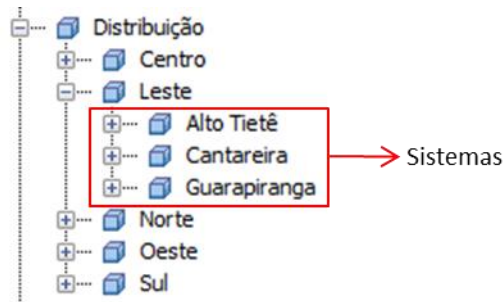 Distribuição
Centro
Leste
Alto Tietê
Cantareira
Sistemas
Guarapiranga
Norte
Oeste
Sul